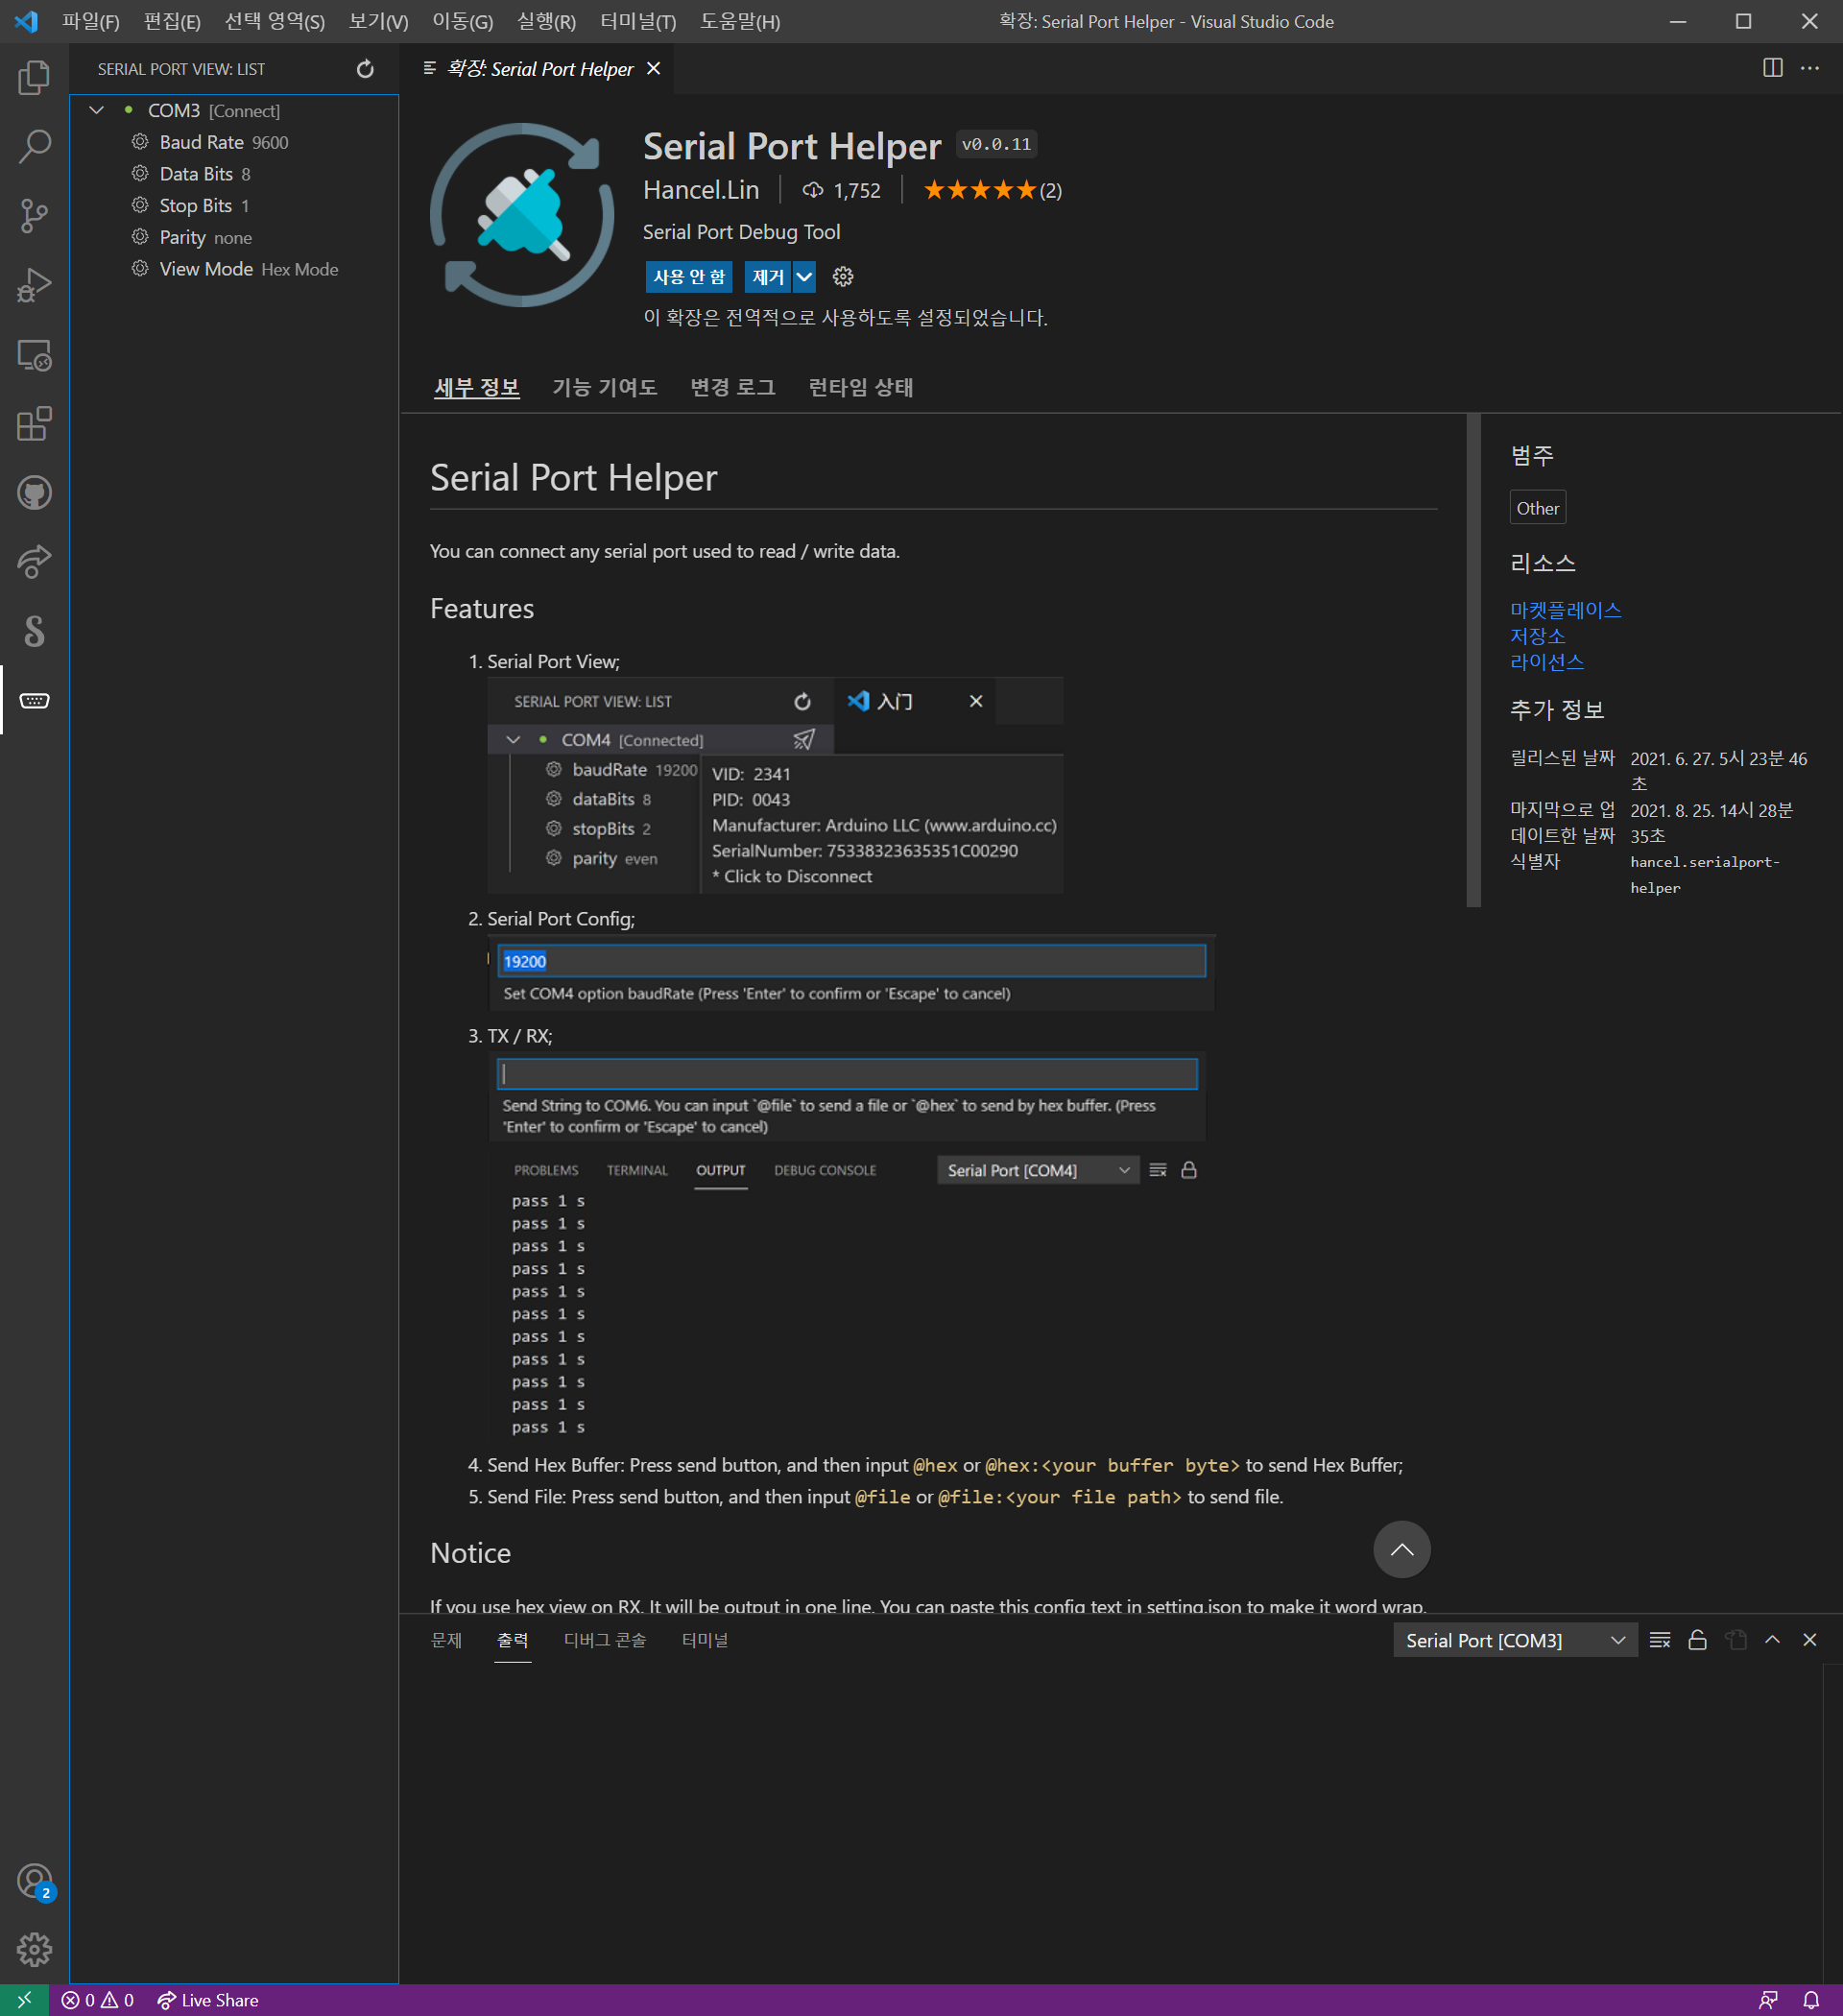 파일(F) 편집(E) 선택 영역(S) 보기(V) 이동(G) 실행(R) 터미널(T) 도움말(H) 확장: Serial Port Helper - Visual Studio Code
SERIAL PORT VIEW: LIST
COM3 [Connect]
Baud Rate 9600
Data Bits 8
Stop Bits 1
Parity none
View Mode Hex Mode
확장: Serial Port Helper
Serial Port Helper v0.0.11
Hancel.Lin 1,752 ★★★★★(2)
Serial Port Debug Tool
사용 안 함 제거
이 확장은 전역적으로 사용하도록 설정되었습니다.
세부 정보 기능 기여도 변경 로그 런타임 상태
Serial Port Helper
You can connect any serial port used to read / write data.
Features
1. Serial Port View;
SERIAL PORT VIEW: LIST 入门
COM4 [Connected]
baudRate 19200
dataBits 8
stopBits 2
parity even
VID: 2341
PID: 0043
Manufacturer: Arduino LLC (www.arduino.cc)
SerialNumber: 75338323635351C00290
* Click to Disconnect
2. Serial Port Config;
19200
Set COM4 option baudRate (Press 'Enter' to confirm or 'Escape' to cancel)
3. TX / RX;
Send String to COM6. You can input `@file` to send a file or `@hex` to send by hex buffer. (Press
'Enter' to confirm or 'Escape' to cancel)
PROBLEMS TERMINAL OUTPUT DEBUG CONSOLE Serial Port [COM4]
pass 1 s
pass 1 s
pass 1 s
pass 1 s
pass 1 s
pass 1 s
pass 1 s
pass 1 s
pass 1 s
pass 1 s
pass 1 s
4. Send Hex Buffer: Press send button, and then input @hex or @hex:<your buffer byte> to send Hex Buffer;
5. Send File: Press send button, and then input @file or @file:<your file path> to send file.
Notice
If you use hex view on RX. It will be output in one line. You can paste this config text in setting.json to make it word wrap.
범주
Other
리소스
마켓플레이스
저장소
라이선스
추가 정보
릴리스된 날짜 2021. 6. 27. 5시 23분 46
초
마지막으로 업 2021. 8. 25. 14시 28분
데이트한 날짜 35초
식별자 hancel.serialport-
helper
문제 출력 디버그 콘솔 터미널 Serial Port [COM3]
2
0 0 Live Share